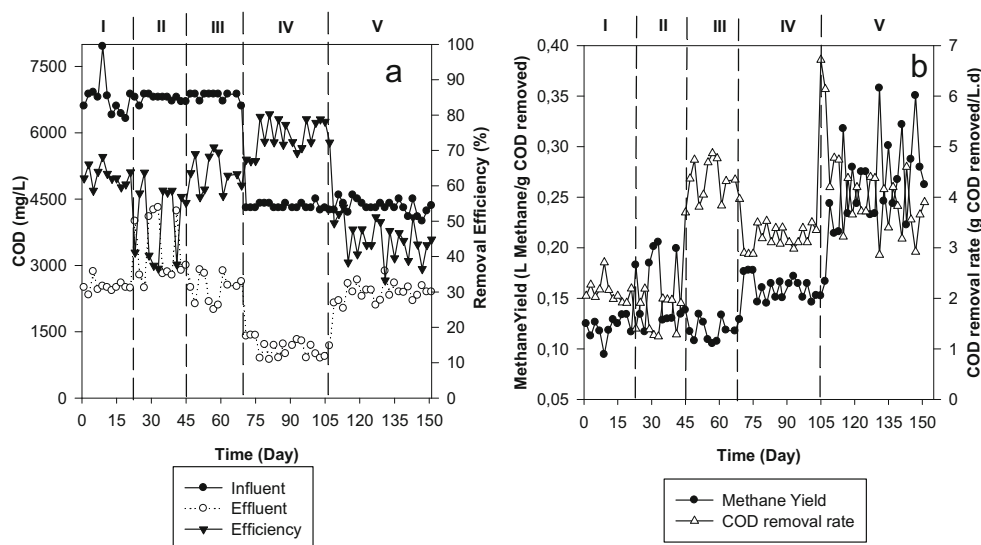 I II III IV V
a
7500
6000
4500
3000
1500
0
COD (mg/L)
100
90
80
70
60
50
40
30
20
10
0
Removal Efficiency (%)
0 15 30 45 60 75 90 105 120 135 150
Time (Day)
Influent
Effluent
Efficiency
I II III IV V
b
0,40
0,35
0,30
0,25
0,20
0,15
0,10
0,05
MethaneYield (L Methane/g COD removed)
7
6
5
4
3
2
1
0
COD removal rate (g COD removed/L.d)
0 15 30 45 60 75 90 105 120 135 150
Time (Day)
Methane Yield
COD removal rate